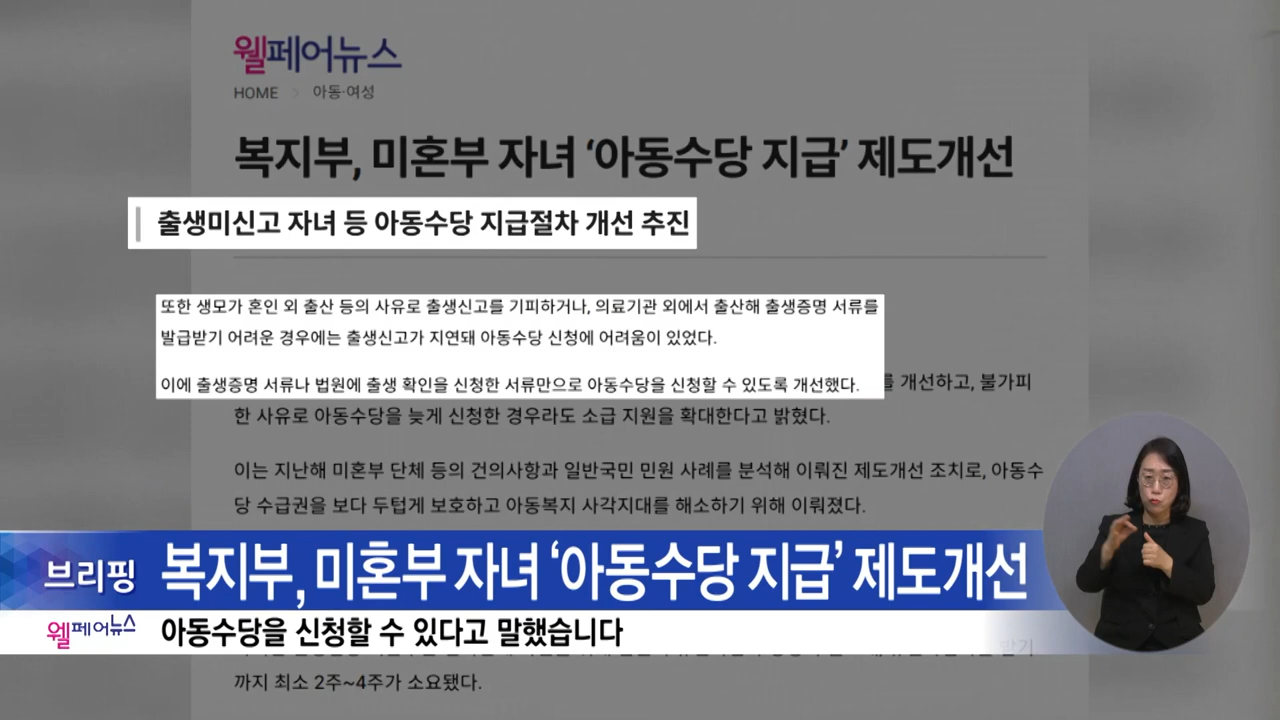 웰페어뉴스
HOME > 아동·여성
복지부, 미혼부 자녀 ‘아동수당 지급’ 제도개선
출생미신고 자녀 등 아동수당 지급절차 개선 추진
또한 생모가 혼인 외 출산 등의 사유로 출생신고를 기피하거나, 의료기관 외에서 출산해 출생증명 서류를
발급받기 어려운 경우에는 출생신고가 지연돼 아동수당 신청에 어려움이 있었다.
이에 출생증명 서류나 법원에 출생 확인을 신청한 서류만으로 아동수당을 신청할 수 있도록 개선했다.
를 개선하고, 불가피
한 사유로 아동수당을 늦게 신청한 경우라도 소급 지원을 확대한다고 밝혔다.
이는 지난해 미혼부 단체 등의 건의사항과 일반국민 민원 사례를 분석해 이뤄진 제도개선 조치로, 아동수
당 수급권을 보다 두텁게 보호하고 아동복지 사각지대를 해소하기 위해 이뤄졌다.
브리핑 복지부, 미혼부 자녀 ‘아동수당 지급’ 제도개선
웰페어뉴스 아동수당을 신청할 수 있다고 말했습니다
까지 최소 2주~4주가 소요됐다.